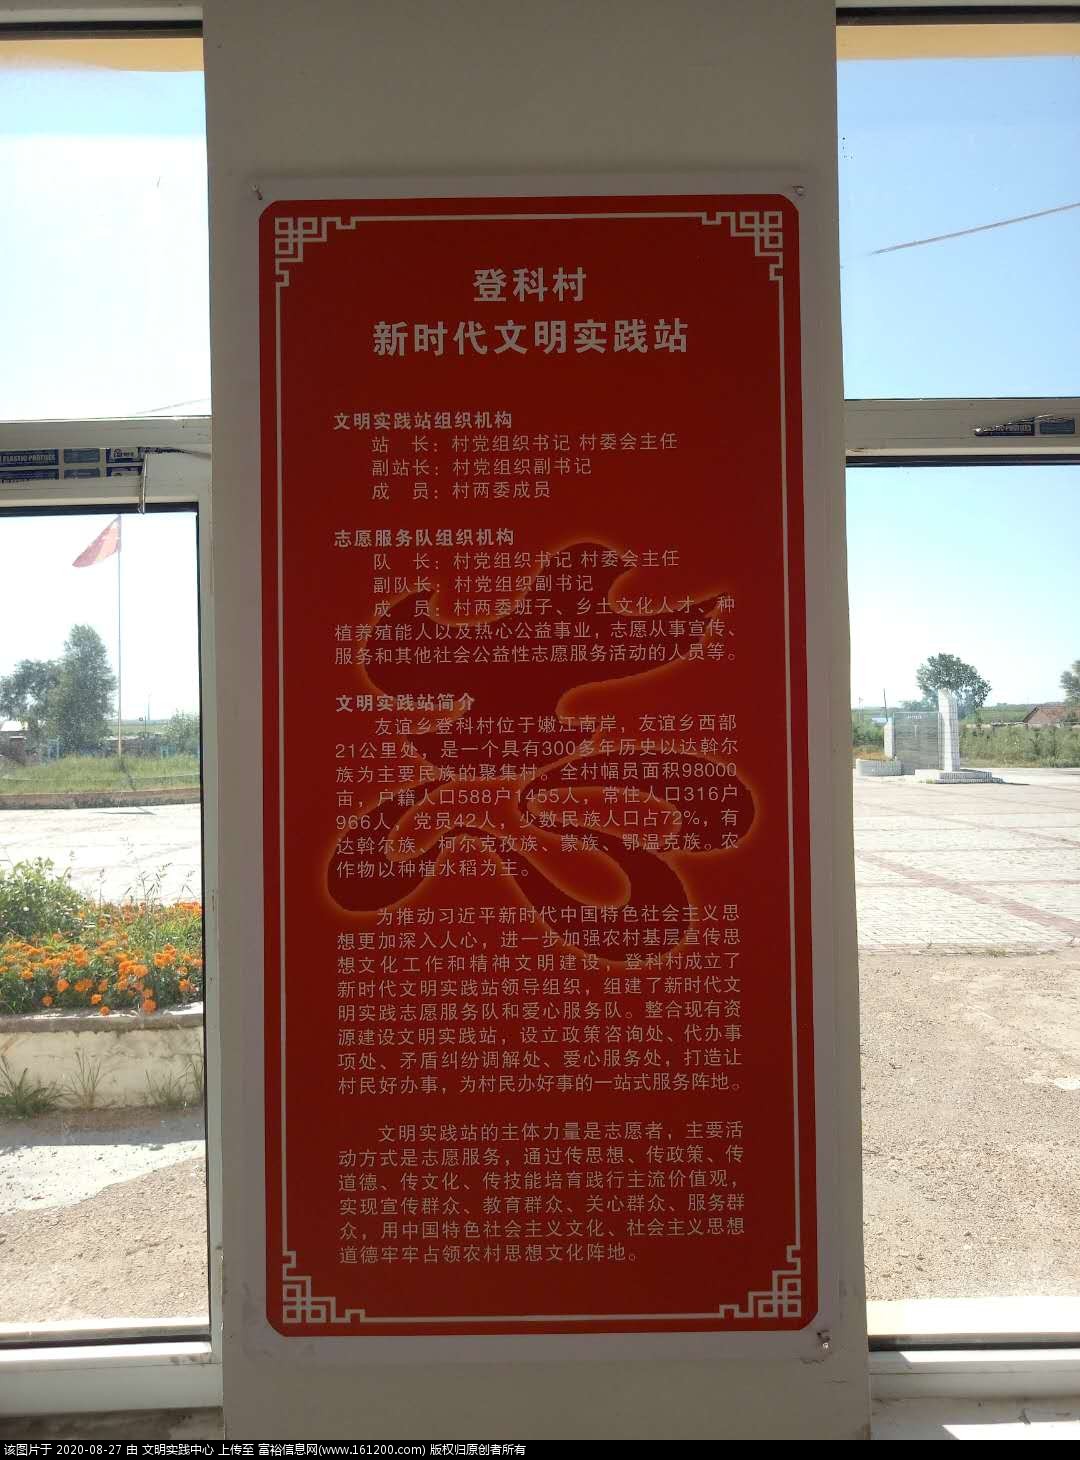 登科村
新时代文明实践站
文明实践站组织机构
站 长：村党组织书记 村委会主任
副站长：村党组织副书记
成 员：村两委成员
志愿服务队组织机构
队 长：村党组织书记 村委会主任
副队长：村党组织副书记
成 员：村两委班子、乡土文化人才、种
植养殖能人以及热心公益事业，志愿从事宣传、
服务和其他社会公益性志愿服务活动的人员等。
文明实践站简介
友谊乡登科村位于嫩江南岸，友谊乡西部
21公里处，是一个具有300多年历史以达斡尔
族为主要民族的聚集村。全村幅员面积98000
亩，户籍人口588户1455人，常住人口316户
966人，党员42人，少数民族人口占72%，有
达斡尔族、柯尔克孜族、蒙族、鄂温克族。农
作物以种植水稻为主。
为推动习近平新时代中国特色社会主义思
想更加深入人心，进一步加强农村基层宣传思
想文化工作和精神文明建设，登科村成立了
新时代文明实践站领导组织，组建了新时代文
明实践志愿服务队和爱心服务队。整合现有资
源建设文明实践站，设立政策咨询处、代办事
项处、矛盾纠纷调解处、爱心服务处，打造让
村民好办事，为村民办好事的一站式服务阵地。
文明实践站的主体力量是志愿者，主要活
动方式是志愿服务，通过传思想、传政策、传
道德、传文化、传技能培育践行主流价值观，
实现宣传群众、教育群众、关心群众、服务群
众，用中国特色社会主义文化、社会主义思想
道德牢牢占领农村思想文化阵地。
该图片于 2020-08-27 由 文明实践中心 上传至 富裕信息网(www.161200.com) 版权归原创者所有